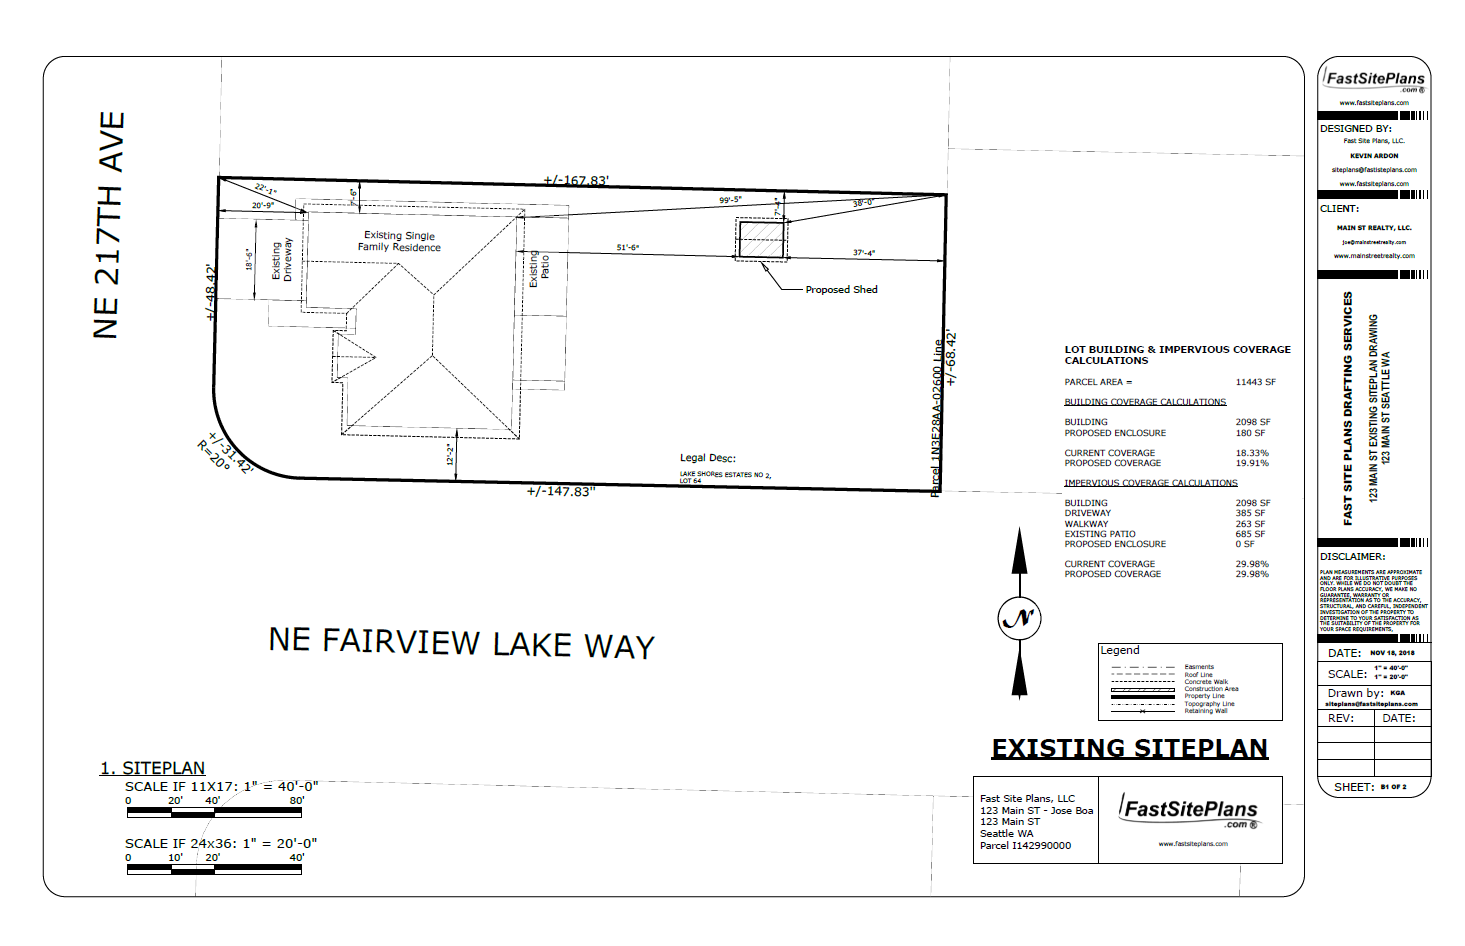 NE 217TH AVE
+/-167.83'
22'-1"
20'-9"
7'-6"
99'-5"
7'-4"
38'-0"
Existing Single
Family Residence
Existing
Driveway
18'-6"
Existing
Patio
51'-6"
37'-4"
Proposed Shed
+/-48.42'
+/-68.42'
Parcel 1N3E28AA-02600 Line
+/-31.42'
R=20°
12'-2"
Legal Desc:
LAKE SHORES ESTATES NO 2,
LOT 64
+/-147.83"
NE FAIRVIEW LAKE WAY
LOT BUILDING & IMPERVIOUS COVERAGE
CALCULATIONS
PARCEL AREA = 11443 SF
BUILDING COVERAGE CALCULATIONS
BUILDING 2098 SF
PROPOSED ENCLOSURE 180 SF
CURRENT COVERAGE 18.33%
PROPOSED COVERAGE 19.91%
IMPERVIOUS COVERAGE CALCULATIONS
BUILDING 2098 SF
DRIVEWAY 385 SF
WALKWAY 263 SF
EXISTING PATIO 685 SF
PROPOSED ENCLOSURE 0 SF
CURRENT COVERAGE 29.98%
PROPOSED COVERAGE 29.98%
N
Legend
Easments
Roof Line
Concrete Walk
Construction Area
Property Line
Topography Line
Retaining Wall
EXISTING SITEPLAN
1. SITEPLAN
SCALE IF 11X17: 1" = 40'-0"
0 20' 40' 80'
SCALE IF 24x36: 1" = 20'-0"
0 10' 20' 40'
Fast Site Plans, LLC
123 Main ST - Jose Boa
123 Main ST
Seattle WA
Parcel I142990000
FastSitePlans
.com ®
www.fastsiteplans.com
FastSitePlans
.com ®
www.fastsiteplans.com
DESIGNED BY:
Fast Site Plans, LLC.
KEVIN ARDON
siteplans@fastisteplans.com
www.fastsiteplans.com
CLIENT:
MAIN ST REALTY, LLC.
joe@mainstreetrealty.com
www.mainstreetrealty.com
FAST SITE PLANS DRAFTING SERVICES
123 MAIN ST EXISTING SITEPLAN DRAWING
123 MAIN ST SEATTLE WA
DISCLAIMER:
PLAN MEASUREMENTS ARE APPROXIMATE
AND ARE FOR ILLUSTRATIVE PURPOSES
ONLY. WHILE WE DO NOT DOUBT THE
FLOOR PLANS ACCURACY, WE MAKE NO
GUARANTEE, WARRANTY OR
REPRESENTATION AS TO THE ACCURACY,
STRUCTURAL, AND CAREFUL, INDEPENDENT
INVESTIGATION OF THE PROPERTY TO
DETERMINE TO YOUR SATISFACTION AS
THE SUITABILITY OF THE PROPERTY FOR
YOUR SPACE REQUIREMENTS,
DATE: NOV 18, 2018
SCALE: 1" = 40'-0"
1" = 20'-0"
Drawn by: KGA
siteplans@fastsiteplans.com
REV: DATE:
SHEET: B1 OF 2